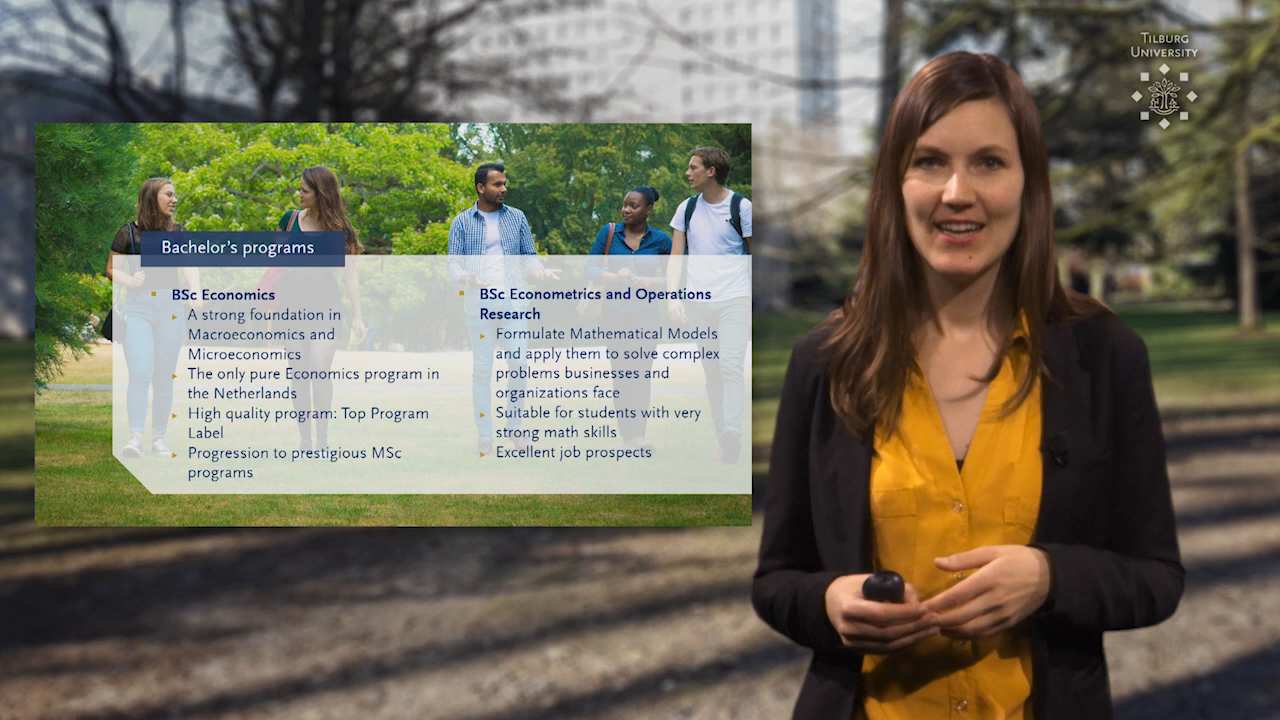 TILBURG
UNIVERSITY
Bachelor's programs
BSc Economics
A strong foundation in
Macroeconomics and
Microeconomics
The only pure Economics program in
the Netherlands
High quality program: Top Program
Label
Progression to prestigious MSc
programs
BSc Econometrics and Operations
Research
Formulate Mathematical Models
and apply them to solve complex
problems businesses and
organizations face
Suitable for students with very
strong math skills
Excellent job prospects